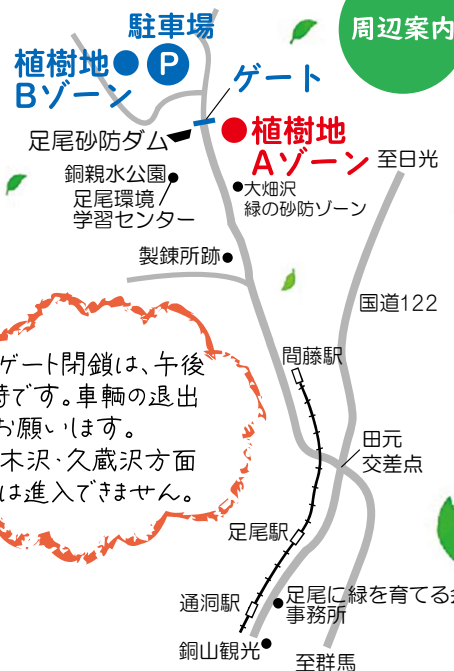 周辺案内
駐車場
P
植樹地
Bゾーン
ゲート
足尾砂防ダム
植樹地
Aゾーン
至日光
銅親水公園
足尾環境
学習センター
大畑沢
緑の砂防ゾーン
製錬所跡
国道122
ゲート閉鎖は、午後
時です。車輌の退出
お願いします。
木沢・久蔵沢方面
は進入できません。
間藤駅
田元
交差点
足尾駅
通洞駅
足尾に緑を育てる
事務所
銅山観光
至群馬